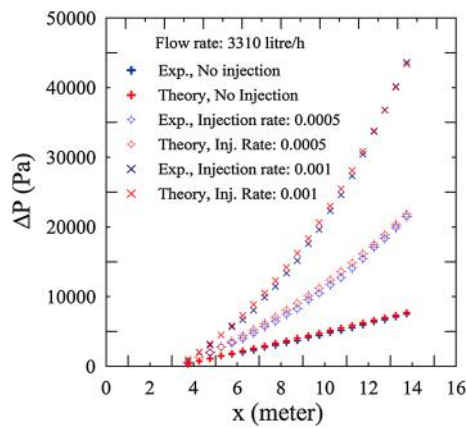 50000
40000
30000
20000
10000
0
ΔP (Pa)
Flow rate: 3310 litre/h
Exp., No injection
Theory, No Injection
Exp., Injection rate: 0.0005
Theory, Inj. Rate: 0.0005
Exp., Injection rate: 0.001
Theory, Inj. Rate: 0.001
0 2 4 6 8 10 12 14 16
x (meter)